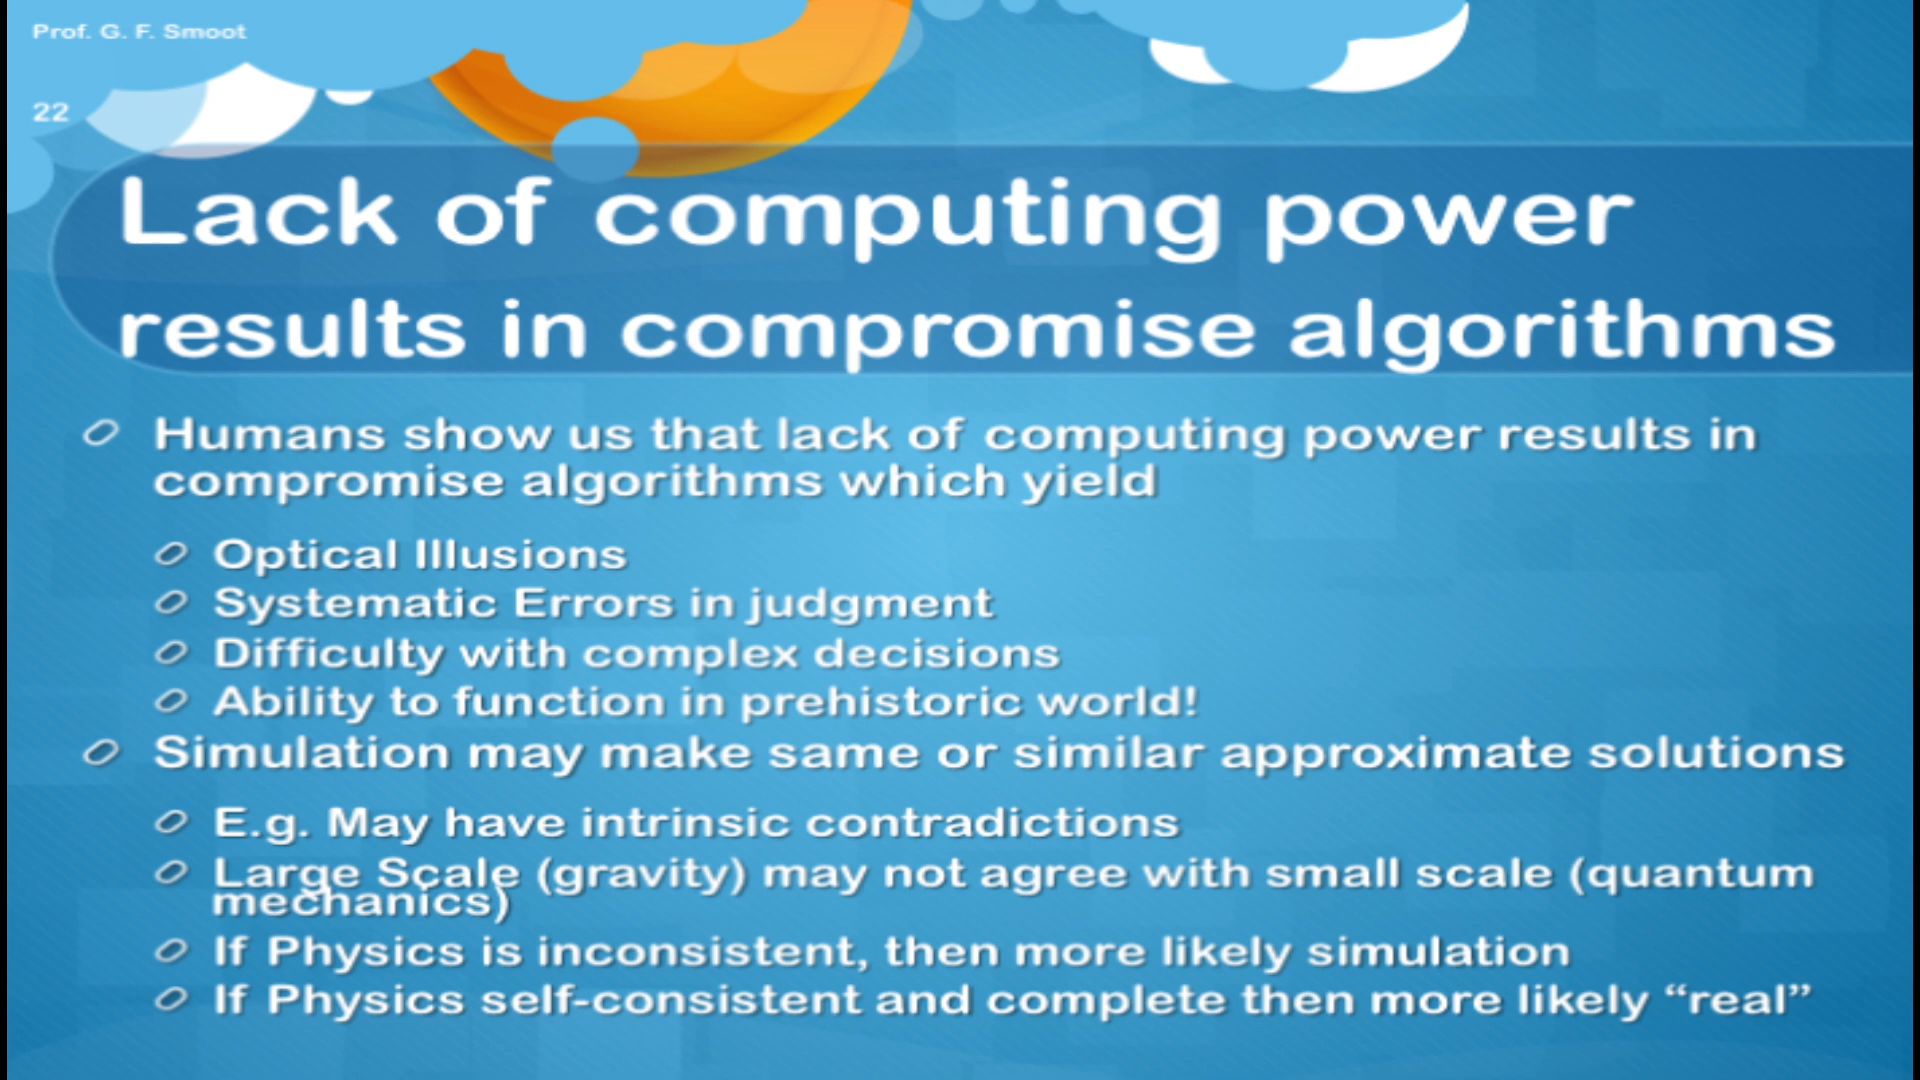 Prof. G. F. Smoot
22
Lack of computing power
results in compromise algorithms
Humans show us that lack of computing power results in
compromise algorithms which yield
Optical Illusions
Systematic Errors in judgment
Difficulty with complex decisions
Ability to function in prehistoric world!
Simulation may make same or similar approximate solutions
E.g. May have intrinsic contradictions
Large Scale (gravity) may not agree with small scale (quantum
mechanics)
If Physics is inconsistent, then more likely simulation
If Physics self-consistent and complete then more likely “real”